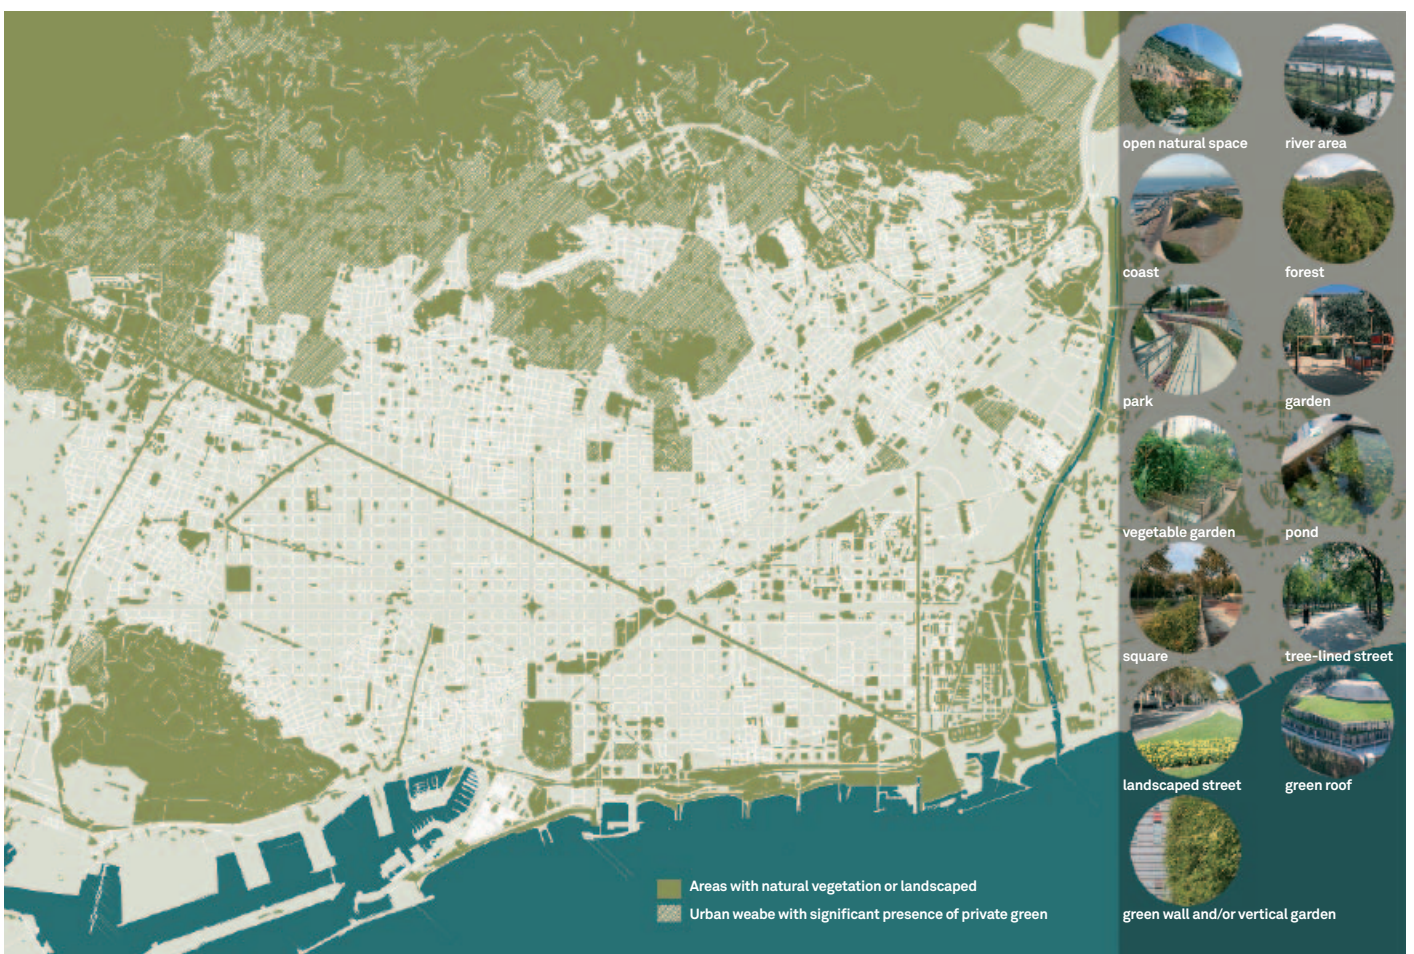 open natural space
river area
coast
forest
park
garden
vegetable garden
pond
square
tree-lined street
landscaped street
green roof
green wall and/or vertical garden
Areas with natural vegetation or landscaped
Urban weabe with significant presence of private green